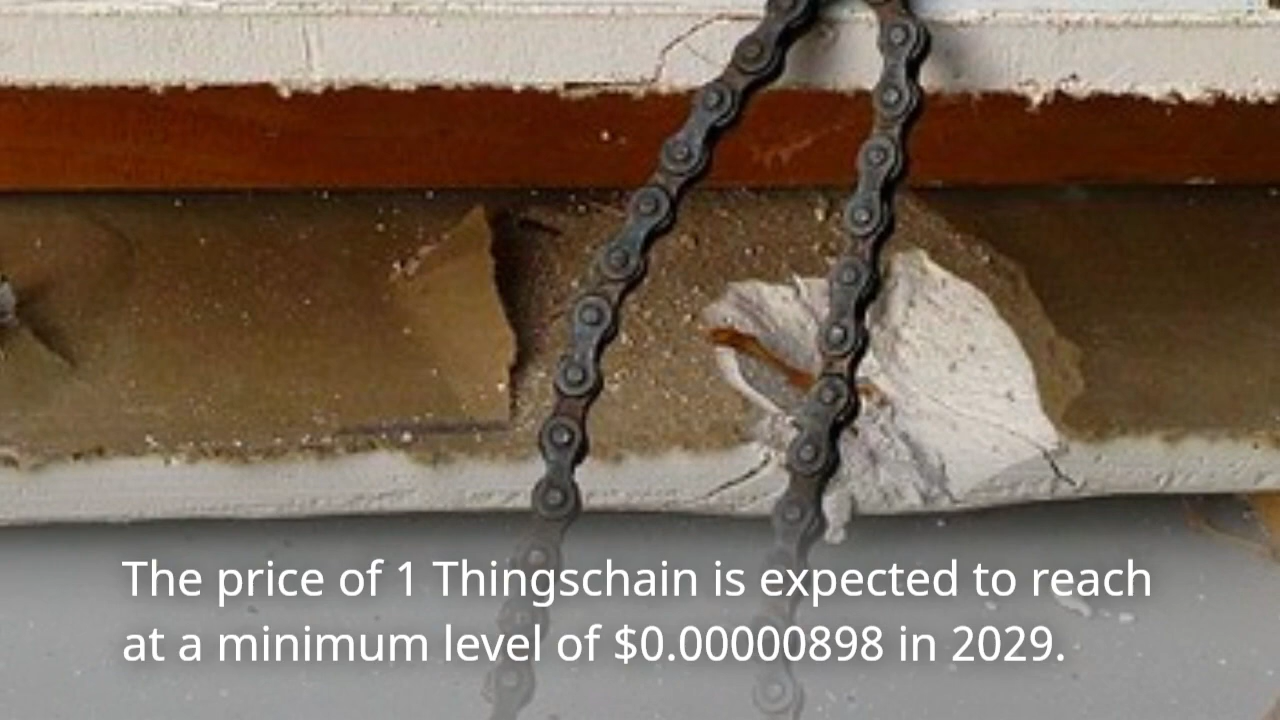 The price of 1 Thingschain is expected to reach
at a minimum level of $0.00000898 in 2029.